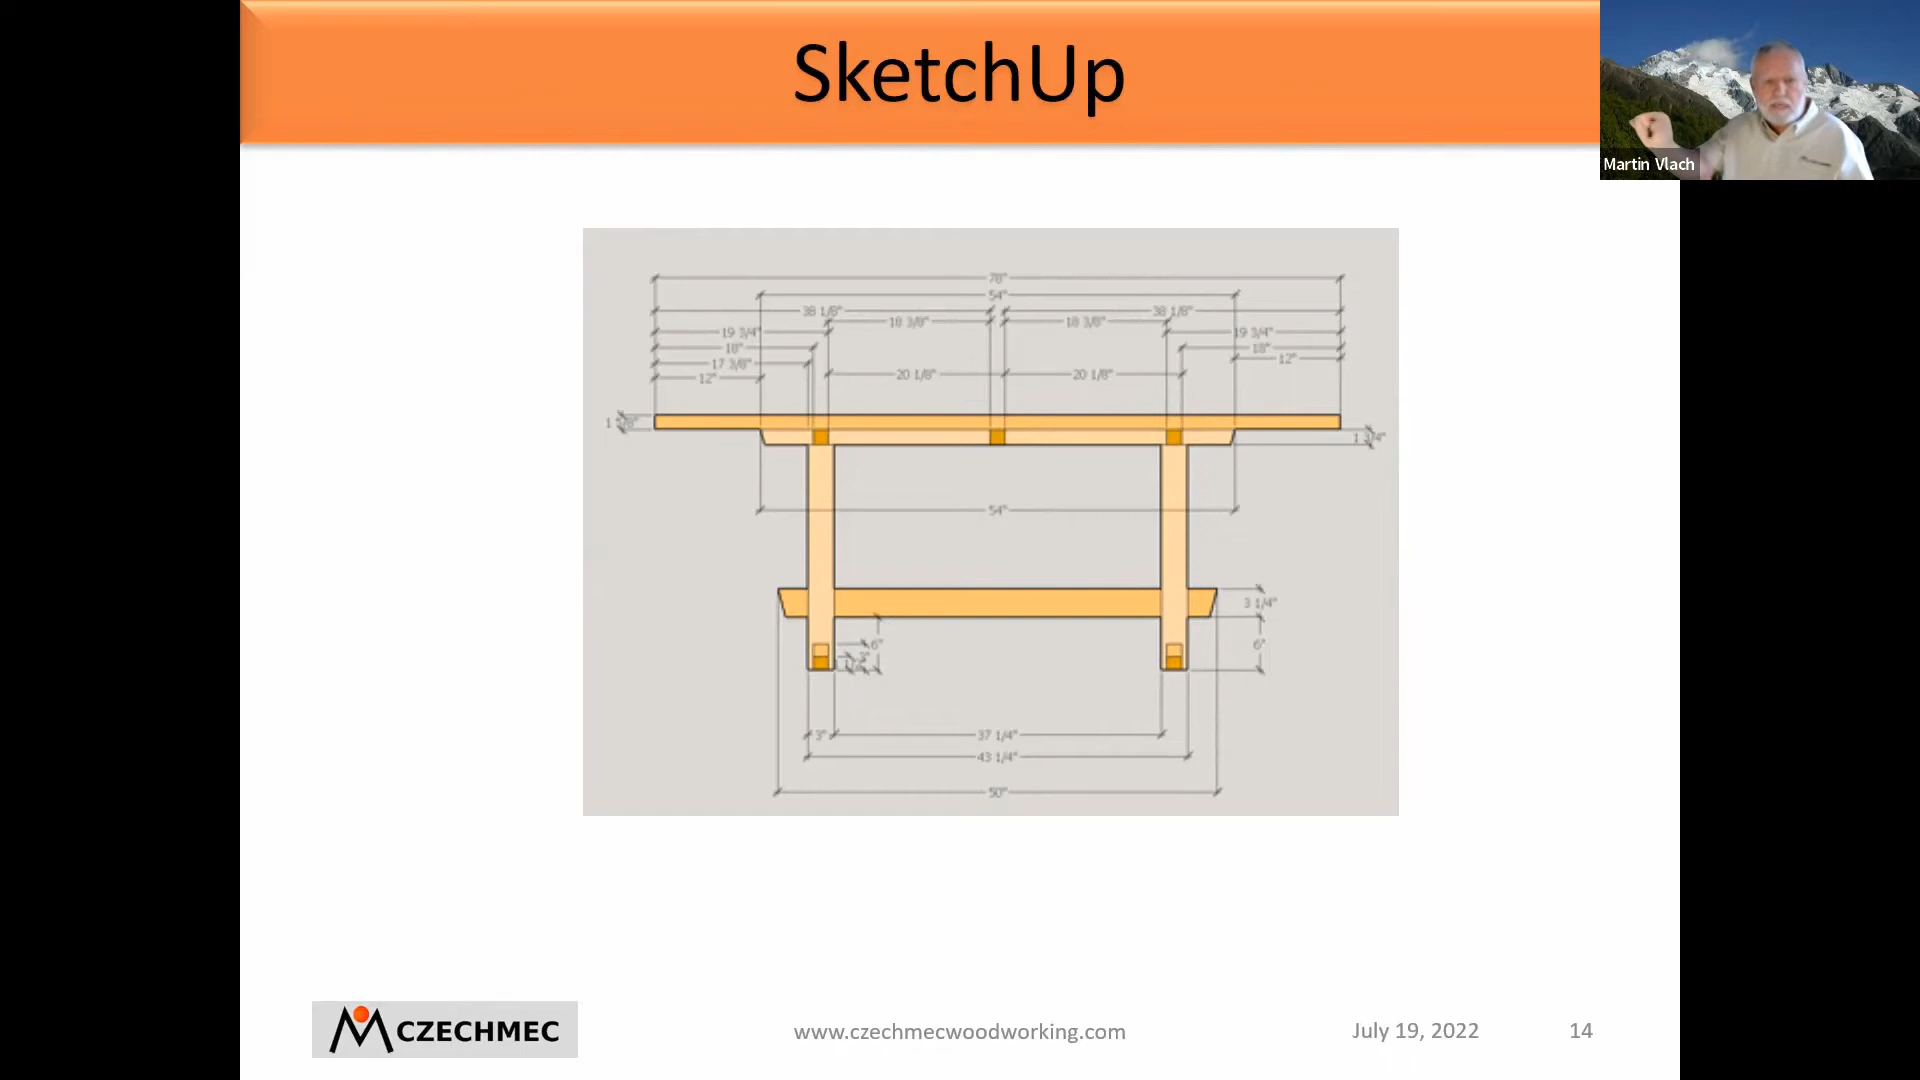 SketchUp
Martin Vlach
78"
54"
38 1/8" 38 1/8"
18 3/8" 18 3/8"
19 3/4" 19 3/4"
18" 18"
12"
17 3/8"
20 1/8" 20 1/8"
12"
1 3/4"
54"
3 1/4"
6" 6"
3" 37 1/4"
43 1/4"
50"
CZECHMEC
www.czechmecwoodworking.com
July 19, 2022
14